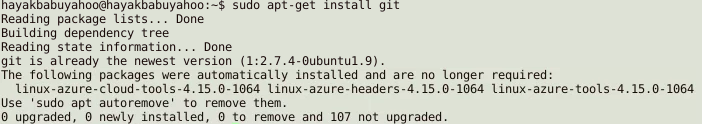 hayakbabuyahoo@hayakbabuyahoo:~$ sudo apt-get install git
Reading package lists... Done
Building dependency tree
Reading state information... Done
git is already the newest version (1:2.7.4-0ubuntu1.9).
The following packages were automatically installed and are no longer required:
  linux-azure-cloud-tools-4.15.0-1064 linux-azure-headers-4.15.0-1064 linux-azure-tools-4.15.0-1064
Use 'sudo apt autoremove' to remove them.
0 upgraded, 0 newly installed, 0 to remove and 107 not upgraded.